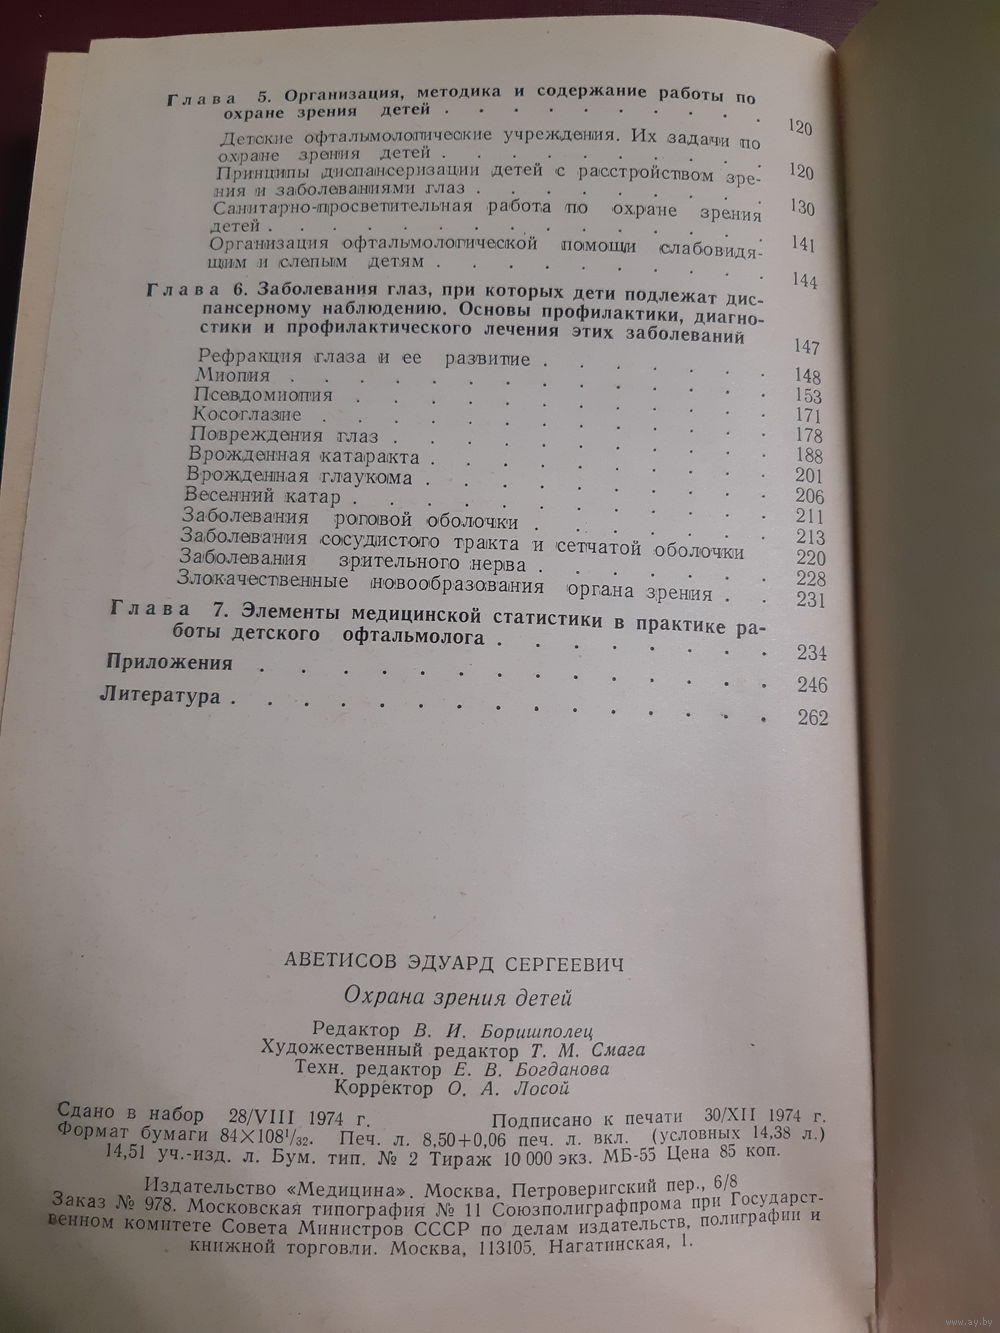 Глава 5. Организация, методика и содержание работы по
охране зрения детей . . . . . . . . . 120
Детские офтальмологические учреждения. Их задачи по
охране зрения детей . . . . . . . . . 120
Принципы диспансеризации детей с расстройством зре-
ния и заболеваниями глаз . . . . . . . . 130
Санитарно-просветительная работа по охране зрения
детей . . . . . . . . . . . . . . 141
Организация офтальмологической помощи слабовидя-
щим и слепым детям . . . . . . . . . 144
Глава 6. Заболевания глаз, при которых дети подлежат дис-
пансерному наблюдению. Основы профилактики, диагно-
стики и профилактического лечения этих заболеваний 147
Рефракция глаза и ее развитие . . . . . . . 148
Миопия . . . . . . . . . . . . . . 153
Псевдомиопия . . . . . . . . . . . . 171
Косоглазие . . . . . . . . . . . . . 178
Повреждения глаз . . . . . . . . . . . 188
Врожденная катаракта . . . . . . . . . . 201
Врожденная глаукома . . . . . . . . . . 206
Весенний катар . . . . . . . . . . . . 211
Заболевания роговой оболочки . . . . . . . 213
Заболевания сосудистого тракта и сетчатой оболочки 220
Заболевания зрительного нерва . . . . . . . 228
Злокачественные новообразования органа зрения . . 231
Глава 7. Элементы медицинской статистики в практике ра-
боты детского офтальмолога . . . . . . . . 234
Приложения . . . . . . . . . . . . . . 246
Литература . . . . . . . . . . . . . . . 262
АВЕТИСОВ ЭДУАРД СЕРГЕЕВИЧ
Охрана зрения детей
Редактор В. И. Боришполец
Художественный редактор Т. М. Смага
Техн. редактор Е. В. Богданова
Корректор О. А. Лосой
Сдано в набор 28/VIII 1974 г. Подписано к печати 30/XII 1974 г.
Формат бумаги 84×108¹/₃₂. Печ. л. 8,50+0,06 печ. л. вкл. (условных 14,38 л.)
14,51 уч.-изд. л. Бум. тип. № 2 Тираж 10 000 экз. МБ-55 Цена 85 коп.
Издательство «Медицина». Москва, Петроверигский пер., 6/8
Заказ № 978. Московская типография № 11 Союзполиграфпрома при Государст-
венном комитете Совета Министров СССР по делам издательств, полиграфии и
книжной торговли. Москва, 113105. Нагатинская, 1.
www.ay.by